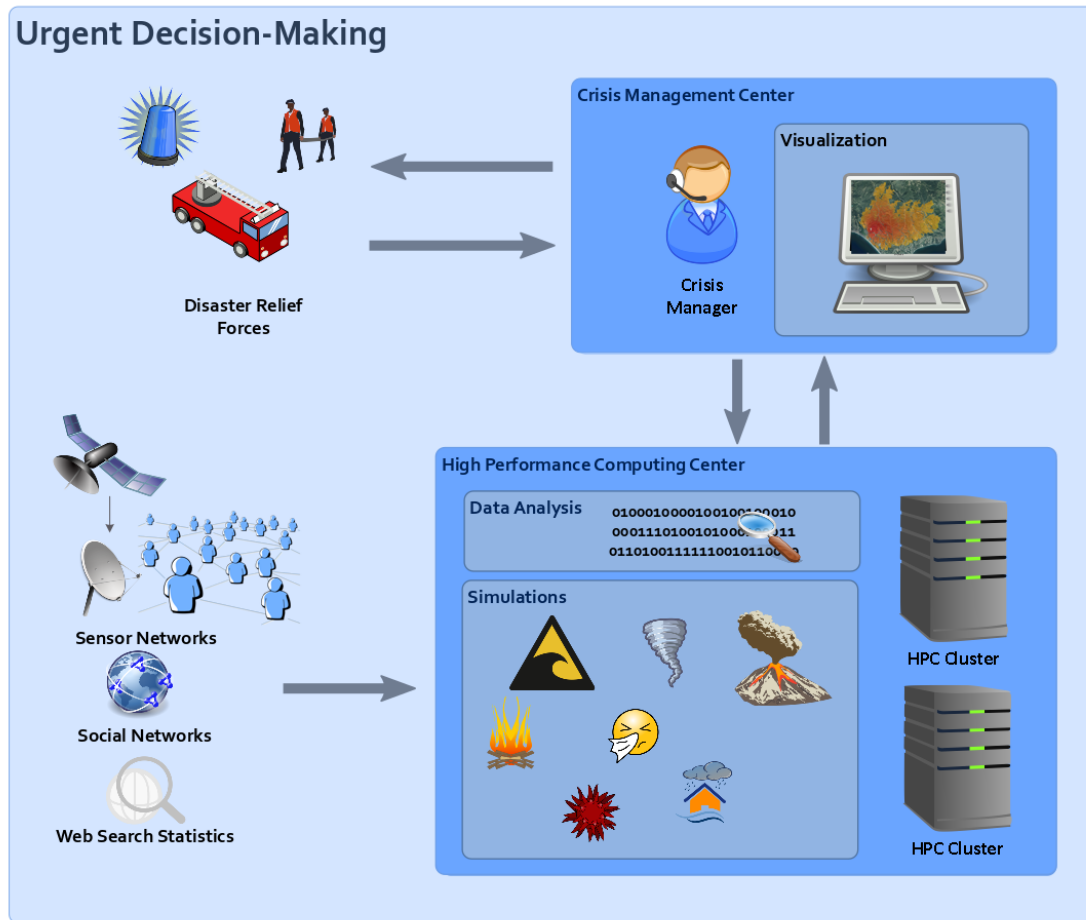 Urgent Decision-Making
Crisis Management Center
Visualization
Crisis
Manager
Disaster Relief
Forces
High Performance Computing Center
Data Analysis
Simulations
HPC Cluster
HPC Cluster
Sensor Networks
Social Networks
Web Search Statistics